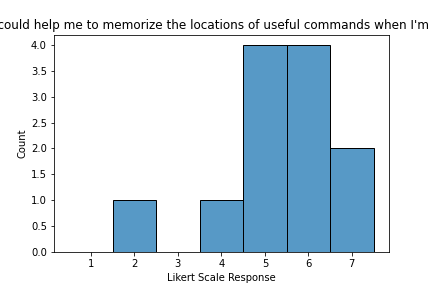 could help me to memorize the locations of useful commands when I'm
4.0
3.5
3.0
2.5
2.0
1.5
1.0
0.5
0.0
Count
1 2 3 4 5 6 7
Likert Scale Response